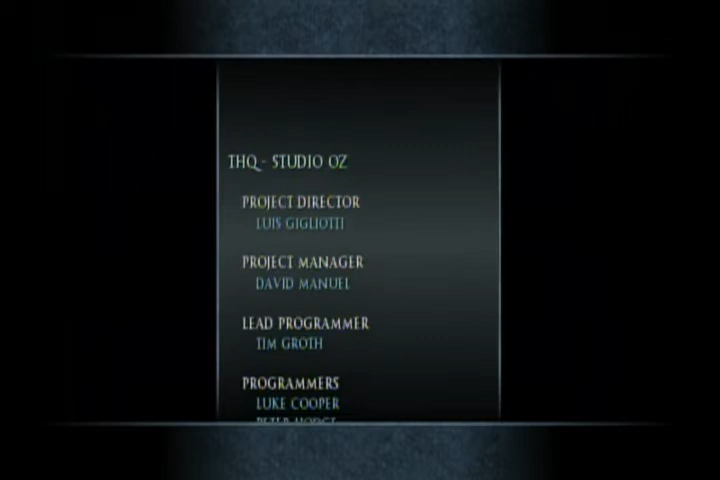 THQ - STUDIO OZ
PROJECT DIRECTOR
LUIS GIGLIOTTI
PROJECT MANAGER
DAVID MANUEL
LEAD PROGRAMMER
TIM GROTH
PROGRAMMERS
LUKE COOPER